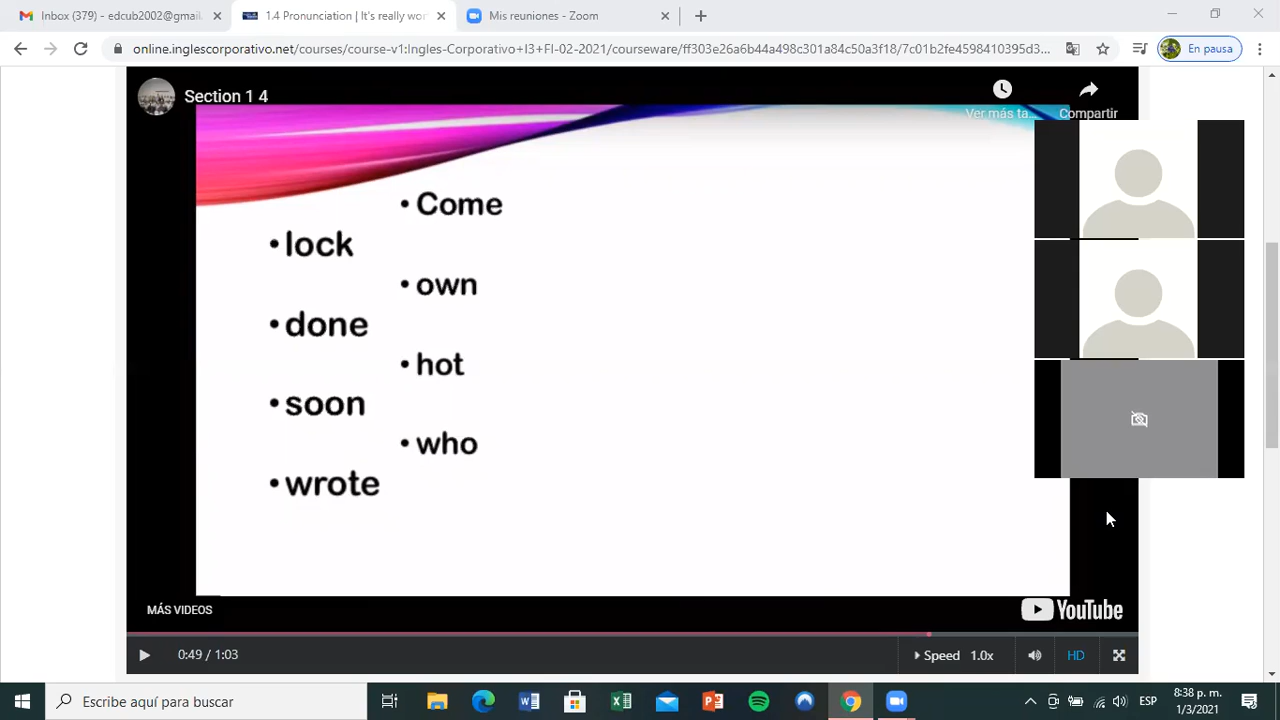 Inbox (379) - edcub2002@gmail.
1.4 Pronunciation | It's really wor
Mis reuniones - Zoom
online.inglescorporativo.net/courses/course-v1:Ingles-Corporativo+I3+FI-02-2021/courseware/ff303e26a6b44a498c301a84c50a3f18/7c01b2fe4598410395d3...
En pausa
Section 1 4
Ver más ta...
Compartir
• Come
• lock
• own
• done
• hot
• soon
• who
• wrote
MÁS VIDEOS
YouTube
0:49 / 1:03
Speed 1.0x
HD
Escribe aquí para buscar
ESP
8:38 p. m.
1/3/2021